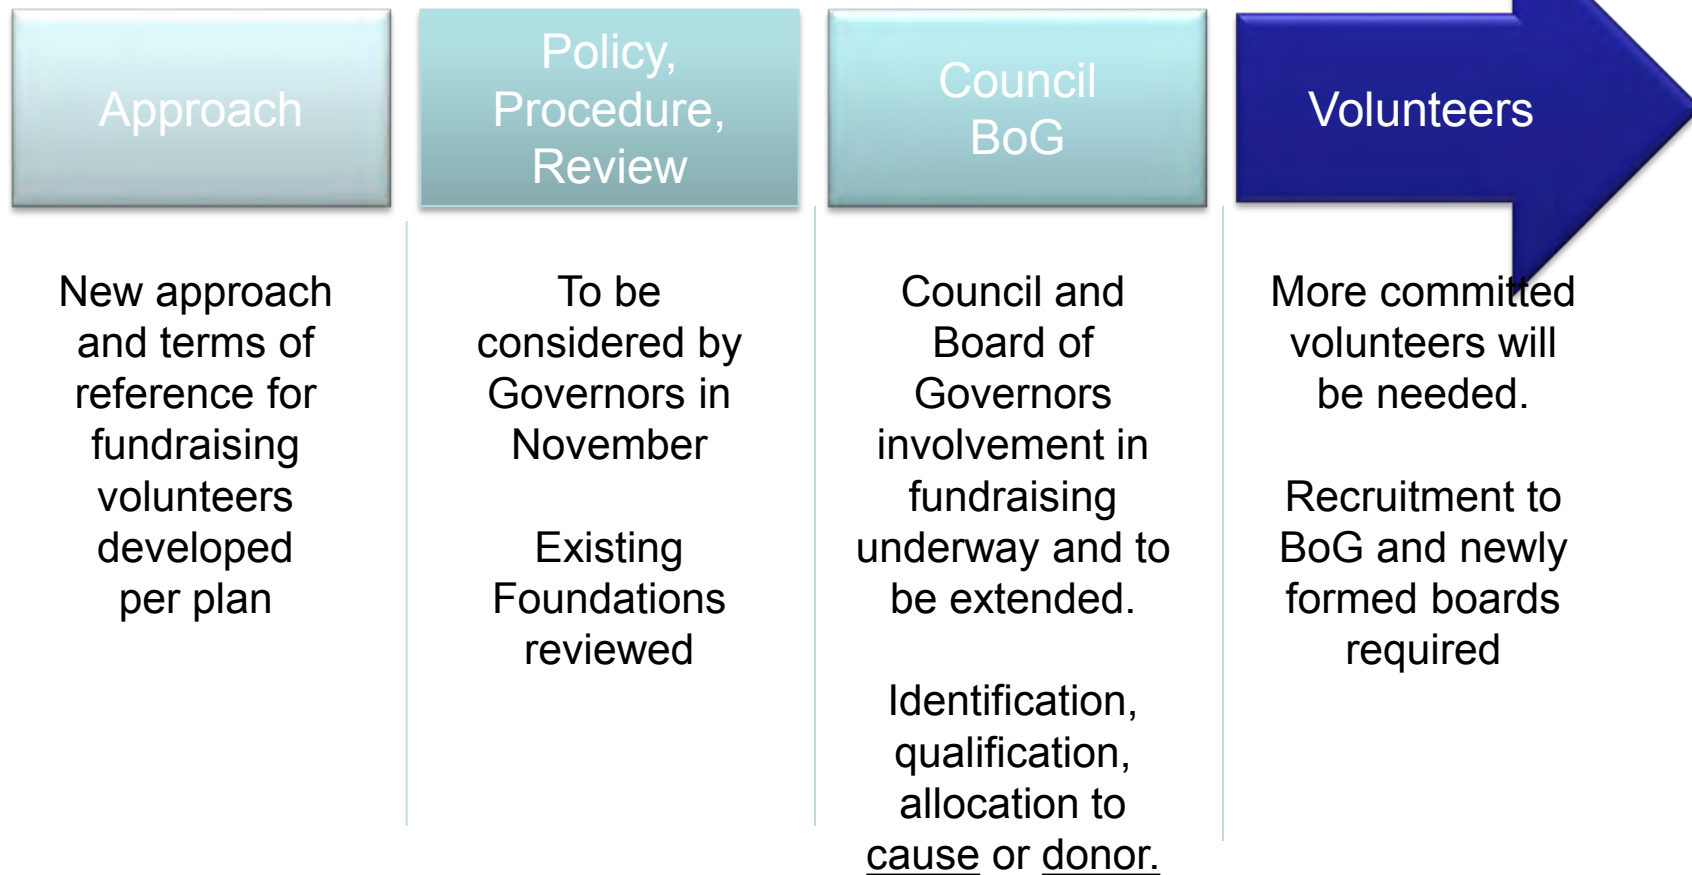 Approach
Policy,
Procedure,
Review
Council
BoG
Volunteers
New approach
and terms of
reference for
fundraising
volunteers
developed
per plan
To be
considered by
Governors in
November
Existing
Foundations
reviewed
Council and
Board of
Governors
involvement in
fundraising
underway and to
be extended.
Identification,
qualification,
allocation to
cause or donor.
More committed
volunteers will
be needed.
Recruitment to
BoG and newly
formed boards
required